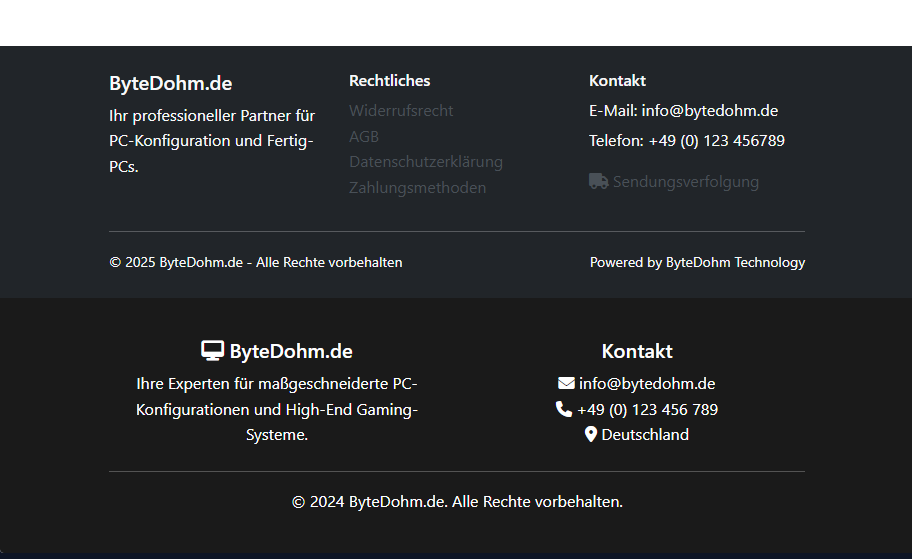 ByteDohm.de
Ihr professioneller Partner für
PC-Konfiguration und Fertig-
PCs.
Rechtliches
Widerrufsrecht
AGB
Datenschutzerklärung
Zahlungsmethoden
Kontakt
E-Mail: info@bytedohm.de
Telefon: +49 (0) 123 456789
Sendungsverfolgung
© 2025 ByteDohm.de - Alle Rechte vorbehalten
Powered by ByteDohm Technology
ByteDohm.de
Ihre Experten für maßgeschneiderte PC-
Konfigurationen und High-End Gaming-
Systeme.
Kontakt
info@bytedohm.de
+49 (0) 123 456 789
Deutschland
© 2024 ByteDohm.de. Alle Rechte vorbehalten.